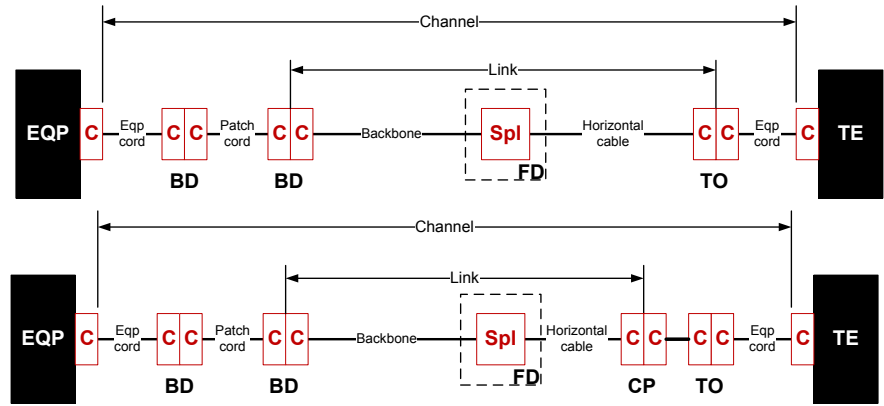 Channel
Link
EQP C Eqp cord C C Patch cord C C Backbone Spl Horizontal cable C C Eqp cord C TE
BD BD FD TO
Channel
Link
EQP C Eqp cord C C Patch cord C C Backbone Spl Horizontal cable C C C C Eqp cord C TE
BD BD FD CP TO